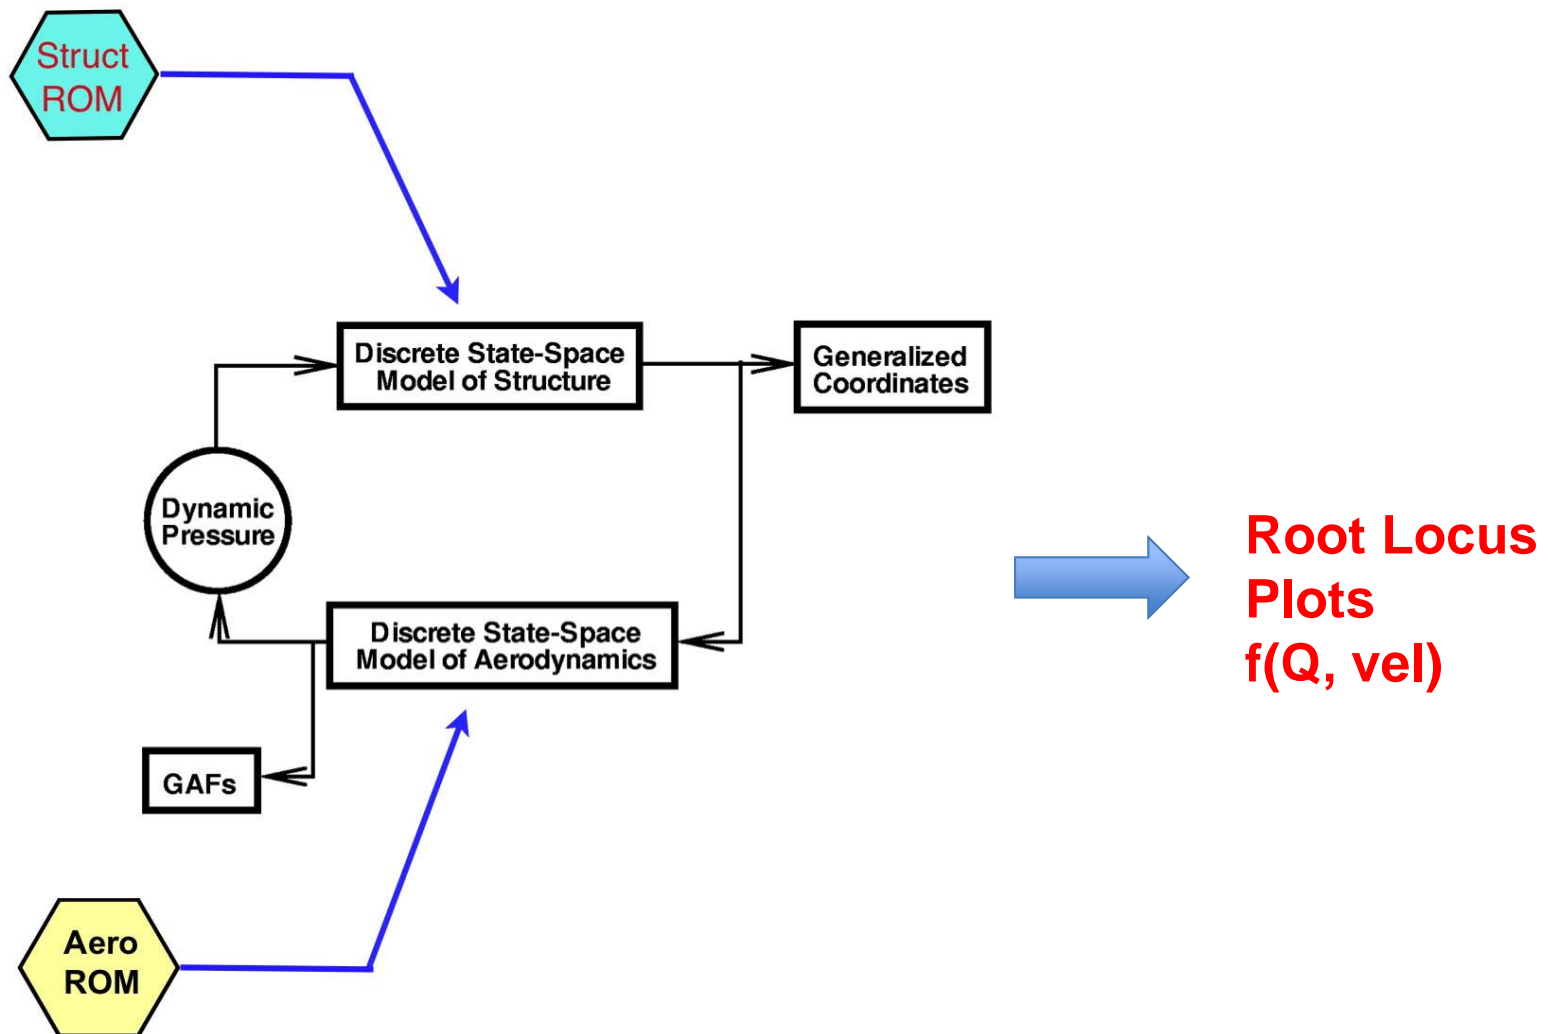 Struct
ROM
Discrete State-Space
Model of Structure
Generalized
Coordinates
Dynamic
Pressure
Root Locus
Plots
f(Q, vel)
Discrete State-Space
Model of Aerodynamics
GAFs
Aero
ROM